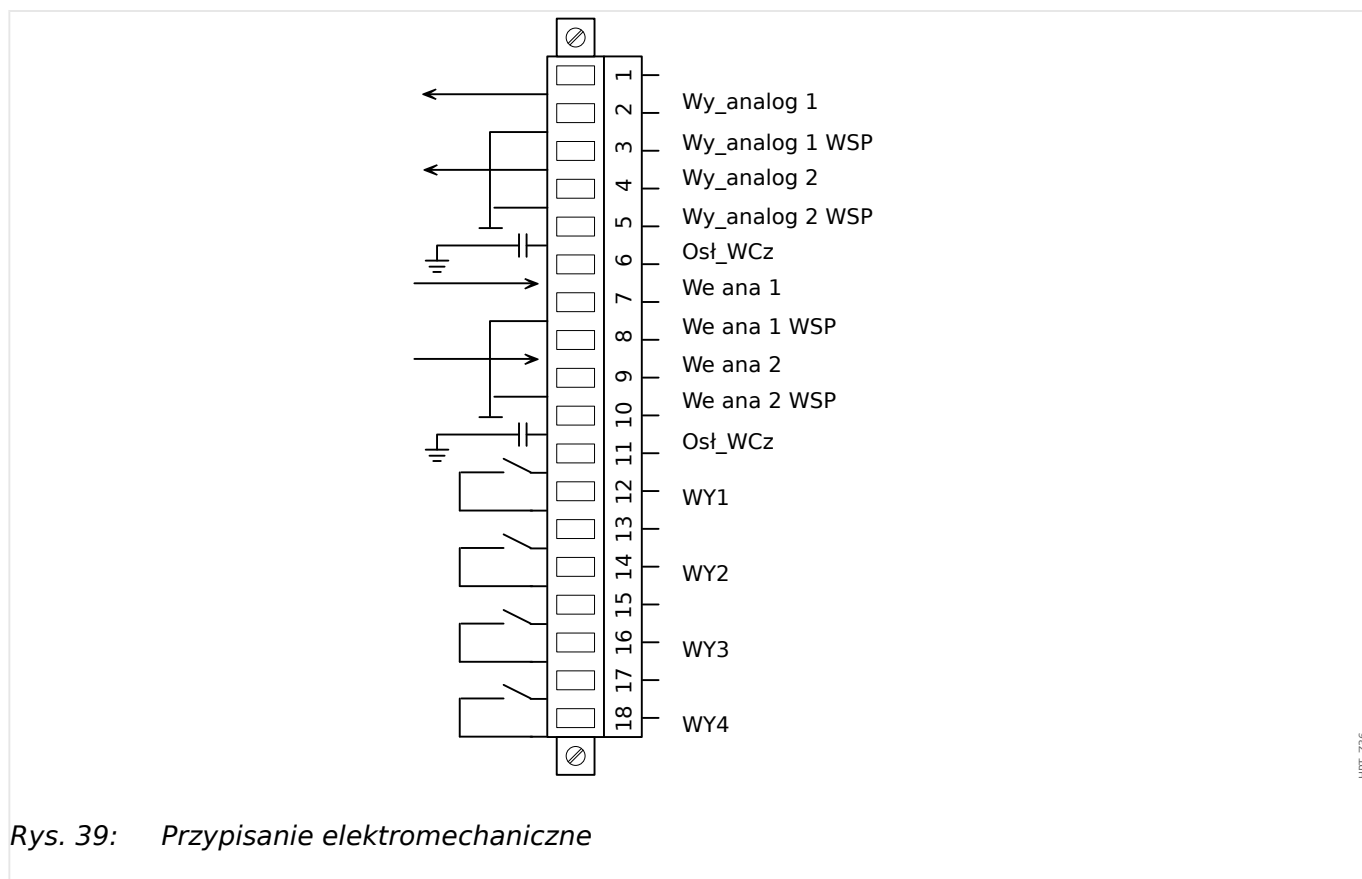 1
2 Wy_analog 1
3 Wy_analog 1 WSP
Wy_analog 2
4
5 Wy_analog 2 WSP
6 Osł_WCz
7 We ana 1
8 We ana 1 WSP
9 We ana 2
10 We ana 2 WSP
11 Osł_WCz
12 WY1
13
14 WY2
15
16 WY3
17
18 WY4
Rys. 39: Przypisanie elektromechaniczne